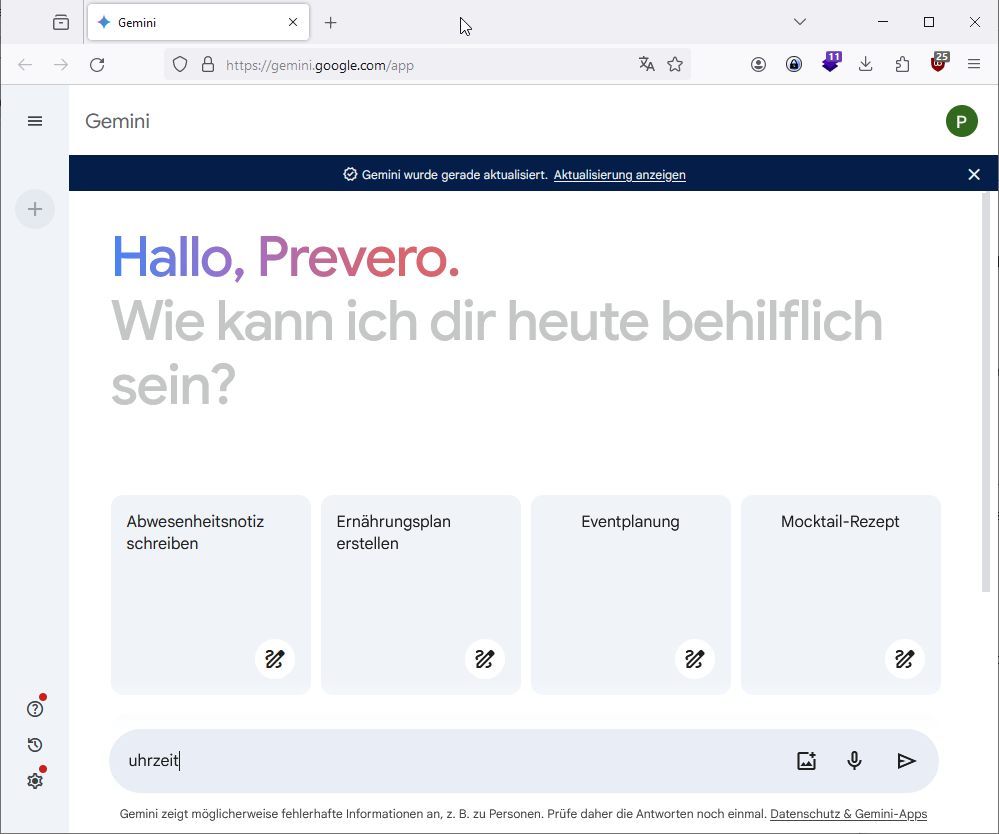 Gemini
https://gemini.google.com/app
11
25
Gemini
P
Gemini wurde gerade aktualisiert. Aktualisierung anzeigen
Hallo, Prevero.
Wie kann ich dir heute behilflich
sein?
Abwesenheitsnotiz
schreiben
Ernährungsplan
erstellen
Eventplanung
Mocktail-Rezept
uhrzeit
Gemini zeigt möglicherweise fehlerhafte Informationen an, z. B. zu Personen. Prüfe daher die Antworten noch einmal. Datenschutz & Gemini-Apps